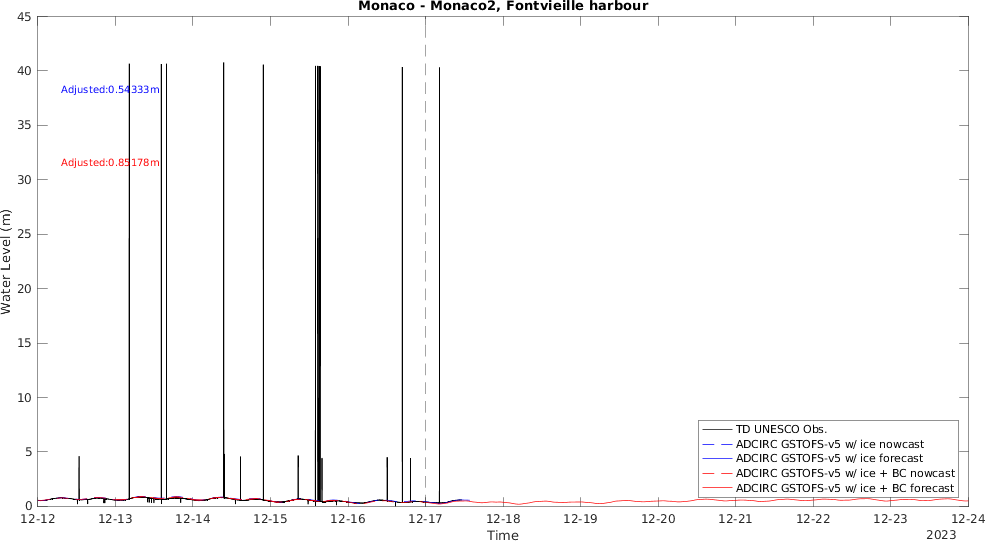 Monaco - Monaco2, Fontvieille harbour
45
40
35
30
25
20
15
10
5
0
Water Level (m)
Adjusted:0.54333m
Adjusted:0.85178m
TD UNESCO Obs.
ADCIRC GSTOFS-v5 w/ ice nowcast
ADCIRC GSTOFS-v5 w/ ice forecast
ADCIRC GSTOFS-v5 w/ ice + BC nowcast
ADCIRC GSTOFS-v5 w/ ice + BC forecast
12-12 12-13 12-14 12-15 12-16 12-17 12-18 12-19 12-20 12-21 12-22 12-23 12-24
Time
2023